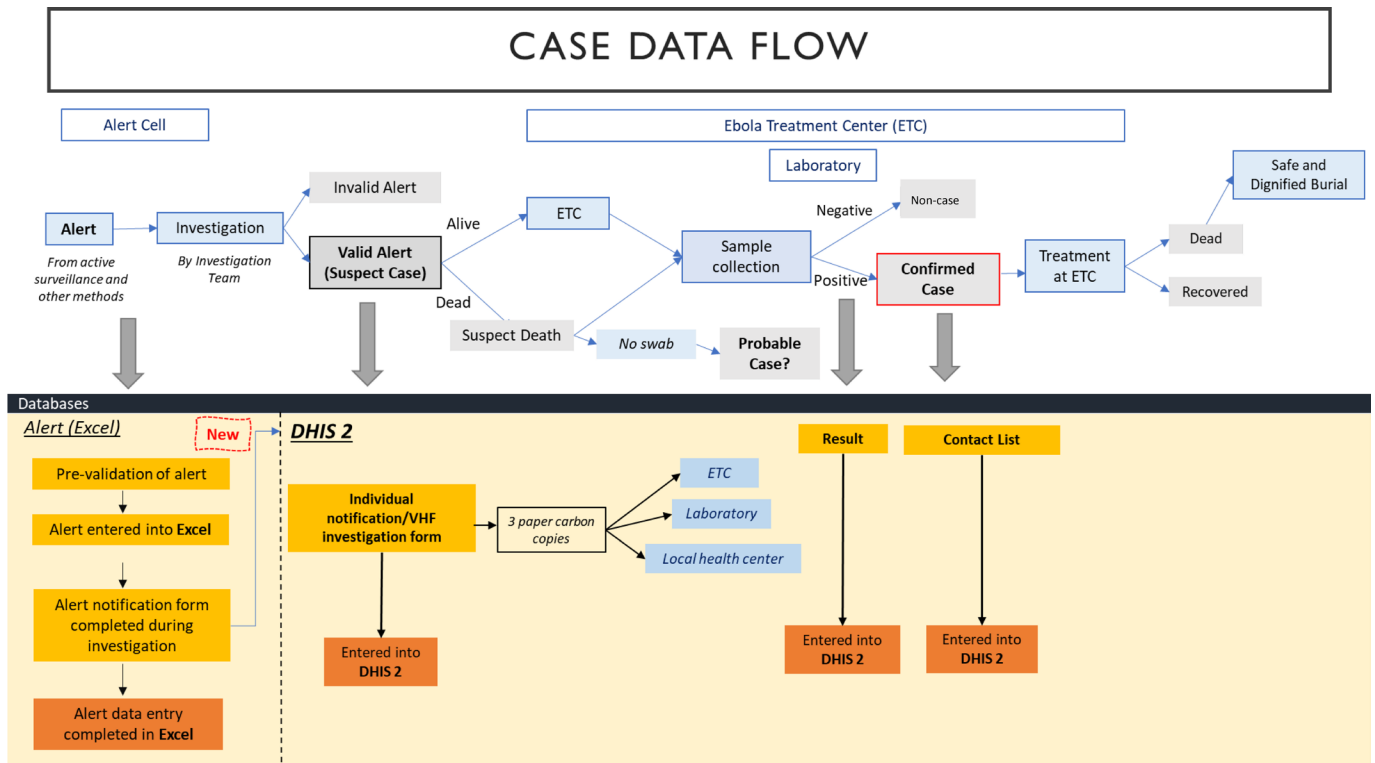 CASE DATA FLOW
Alert Cell
Ebola Treatment Center (ETC)
Laboratory
Safe and
Dignified Burial
Invalid Alert
Negative
Non-case
Alive
ETC
Alert
Investigation
From active
surveillance and
other methods
By Investigation
Team
Valid Alert
(Suspect Case)
Sample
collection
Dead
Positive
Confirmed
Case
Treatment
at ETC
Dead
Recovered
Suspect Death
No swab
Probable
Case?
Databases
Alert (Excel)
New
Pre-validation of alert
Alert entered into Excel
Alert notification form
completed during
investigation
Alert data entry
completed in Excel
DHIS 2
Individual
notification/VHF
investigation form
3 paper carbon
copies
ETC
Laboratory
Local health center
Entered into
DHIS 2
Result
Entered into
DHIS 2
Contact List
Entered into
DHIS 2